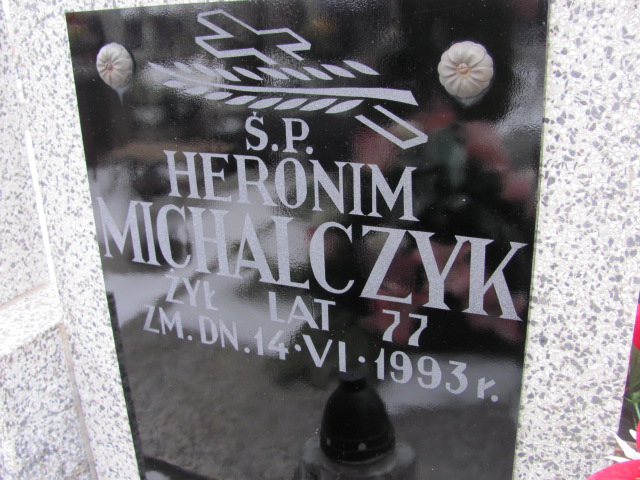 Ś.P.
HERONIM
MICHALCZYK
ŻYŁ LAT 77
ZM. DN. 14·VI·1993 r.